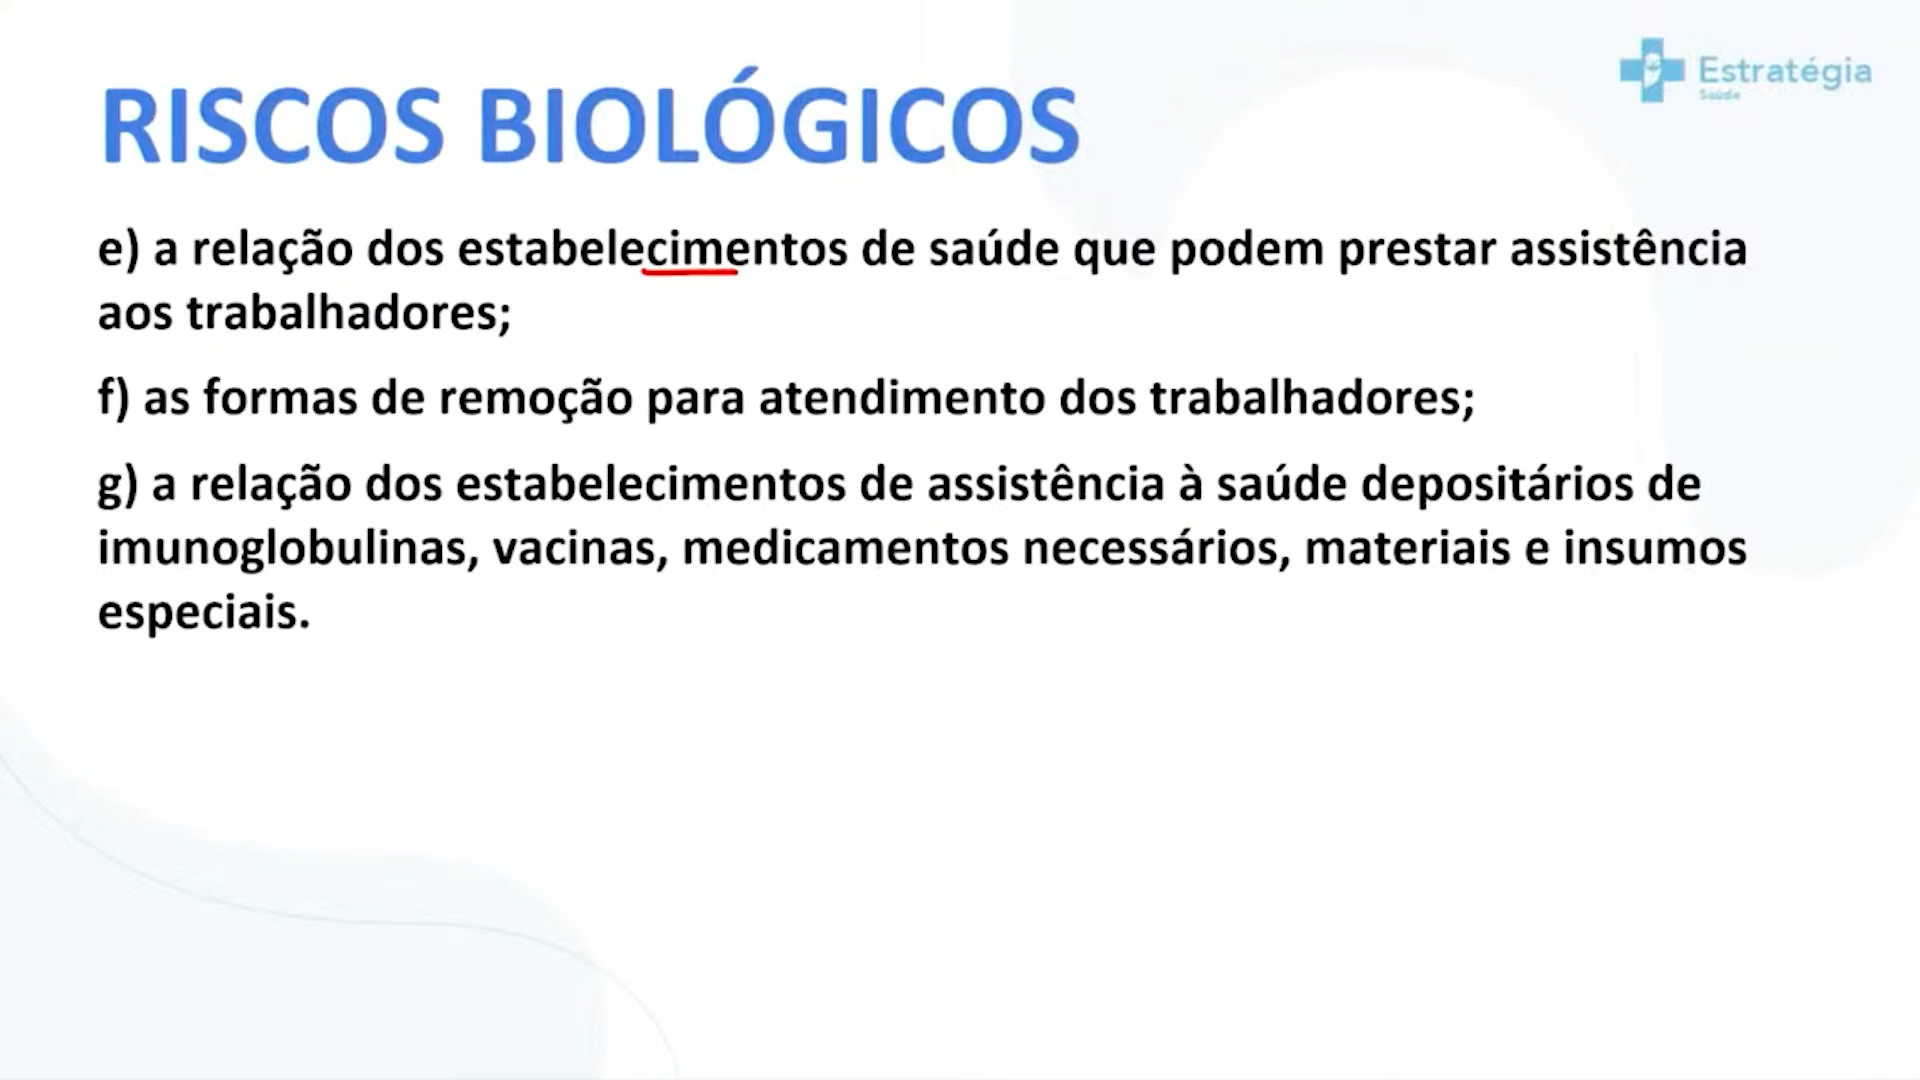 Estratégia
Saúde
RISCOS BIOLÓGICOS
e) a relação dos estabelecimentos de saúde que podem prestar assistência
aos trabalhadores;
f) as formas de remoção para atendimento dos trabalhadores;
g) a relação dos estabelecimentos de assistência à saúde depositários de
imunoglobulinas, vacinas, medicamentos necessários, materiais e insumos
especiais.